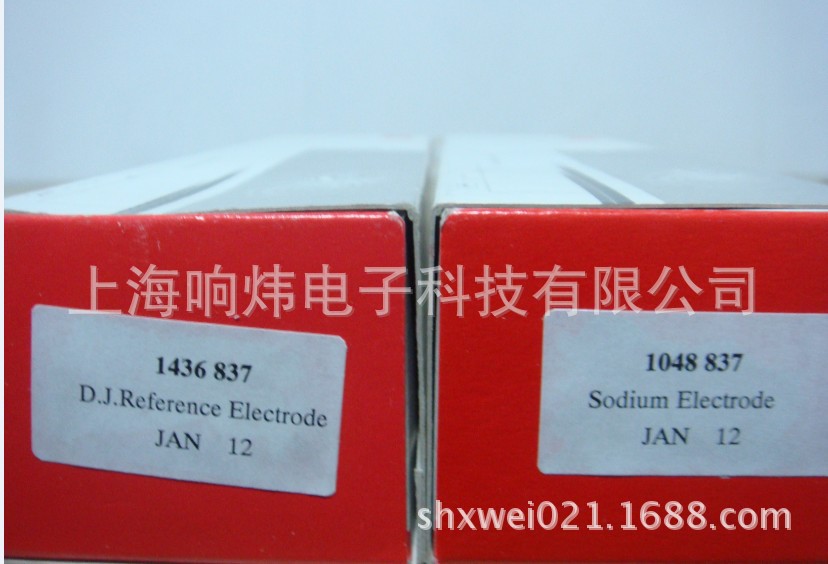 上海响炜电子科技有限公司
1436 837
D.J.Reference Electrode
JAN 12
1048 837
Sodium Electrode
JAN 12
shxwei021.1688.com